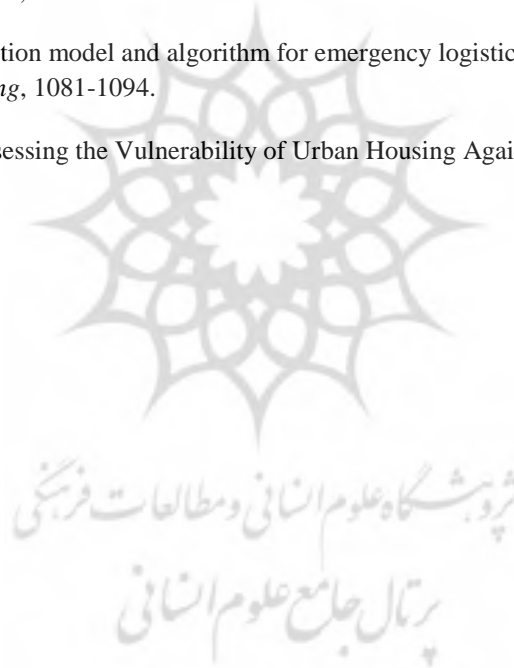 tion model and algorithm for emergency logistic
ng, 1081-1094.
sessing the Vulnerability of Urban Housing Agai
پژوهشگاه علوم انسانی و مطالعات فرهنگی
پرتال جامع علوم انسانی